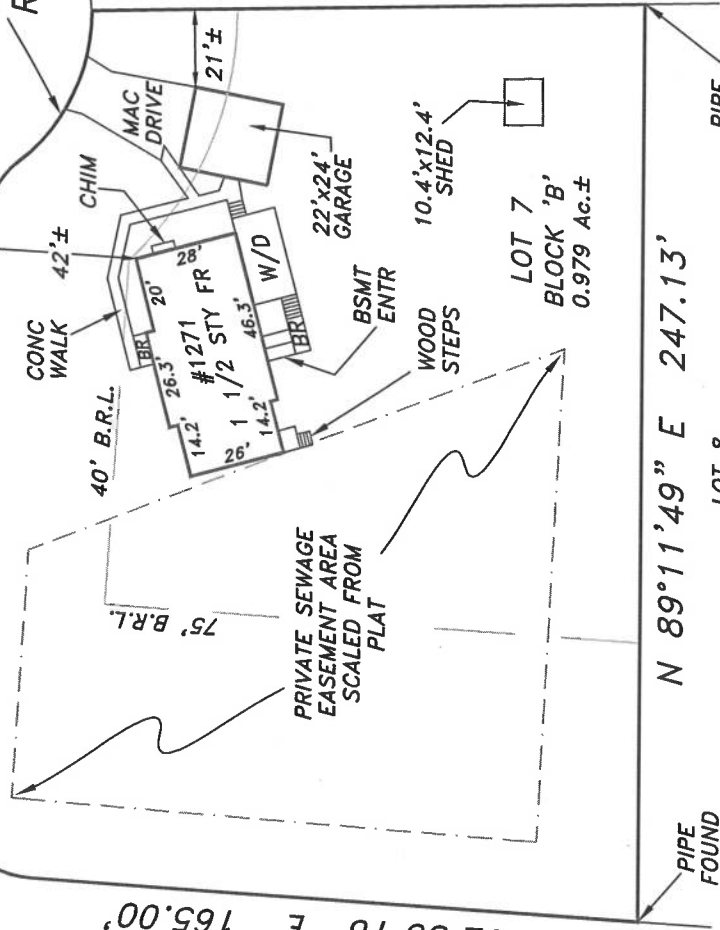 R
21'±
MAC
DRIVE
CHIM
42'±
CONC
WALK
22'x24'
GARAGE
10.4'x12.4'
SHED
PIPE
28'
20'
W/D
#1271
1 1/2 STY FR
46.3'
26.3'
BR
BR
BSMT
ENTR
WOOD
STEPS
14.2'
14.2'
26'
40' B.R.L.
LOT 7
BLOCK 'B'
0.979 Ac.±
75' B.R.L.
PRIVATE SEWAGE
EASEMENT AREA
SCALED FROM
PLAT
N 89°11'49" E 247.13'
LOT 8
PIPE
FOUND
E 165.00'